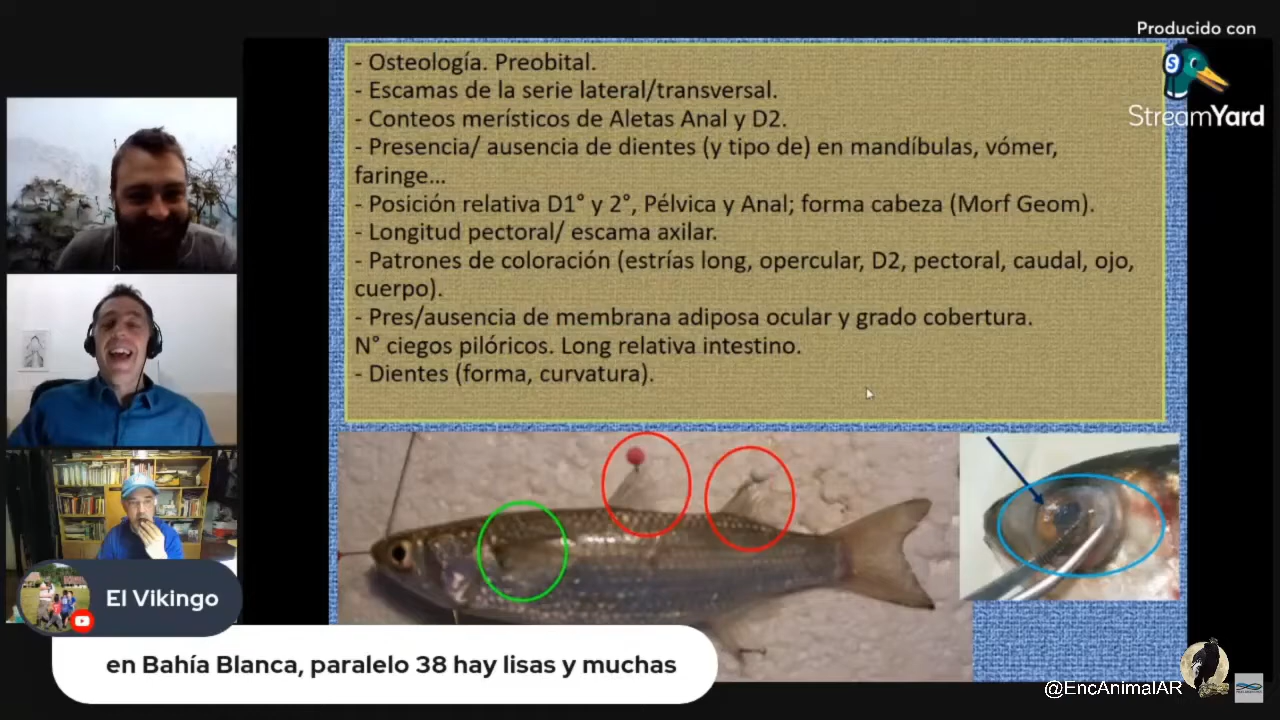 Producido con
StreamYard
- Osteología. Preobital.
- Escamas de la serie lateral/transversal.
- Conteos merísticos de Aletas Anal y D2.
- Presencia/ ausencia de dientes (y tipo de) en mandíbulas, vómer,
faringe...
- Posición relativa D1° y 2°, Pélvica y Anal; forma cabeza (Morf Geom).
- Longitud pectoral/ escama axilar.
- Patrones de coloración (estrías long, opercular, D2, pectoral, caudal, ojo,
cuerpo).
- Pres/ausencia de membrana adiposa ocular y grado cobertura.
N° ciegos pilóricos. Long relativa intestino.
- Dientes (forma, curvatura).
El Vikingo
en Bahía Blanca, paralelo 38 hay lisas y muchas
@EncAnimalAR